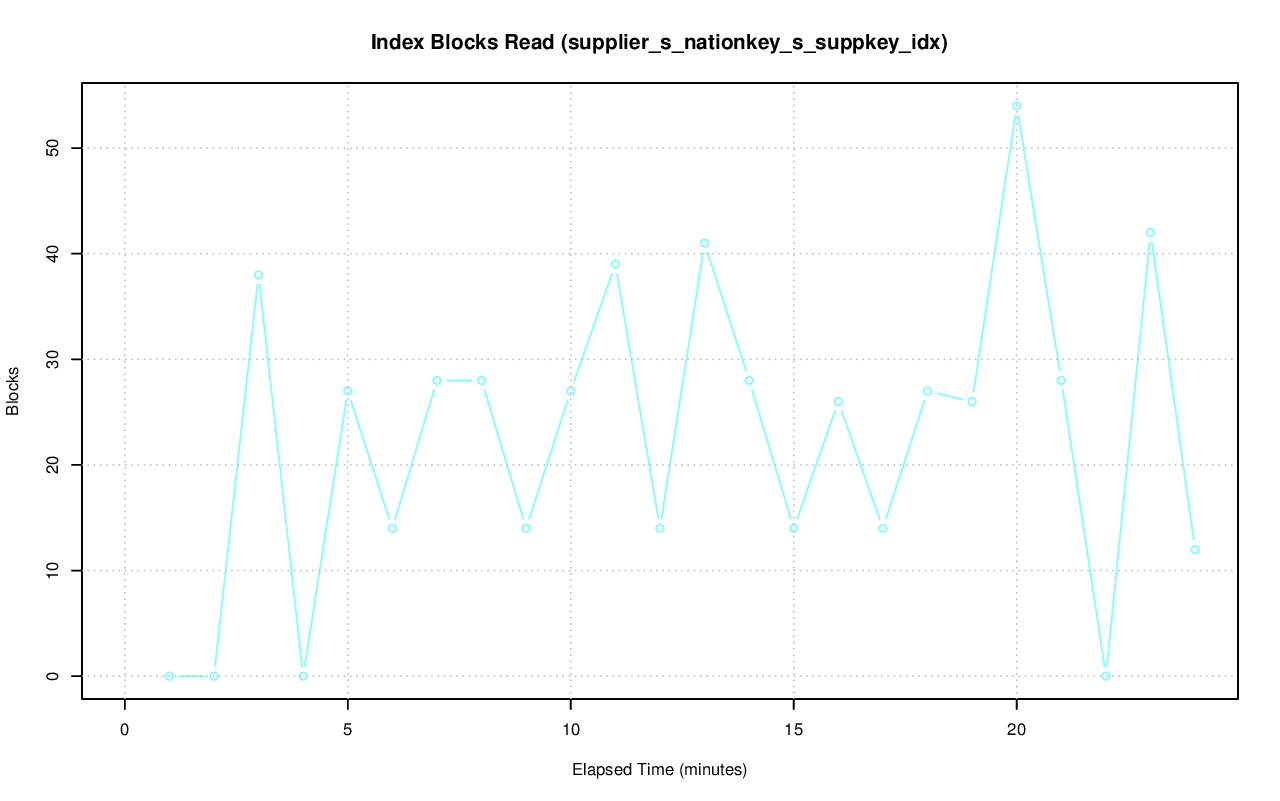 Index Blocks Read (supplier_s_nationkey_s_suppkey_idx)
50
40
30
20
10
0
Blocks
0 5 10 15 20
Elapsed Time (minutes)